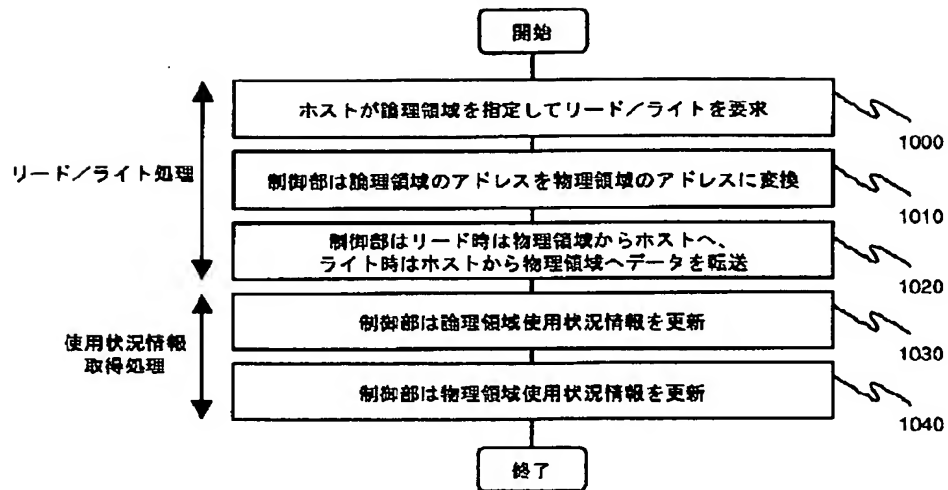 開始
ホストが論理領域を指定してリード／ライトを要求
1000
リード／ライト処理
制御部は論理領域のアドレスを物理領域のアドレスに変換
1010
制御部はリード時は物理領域からホストへ、
ライト時はホストから物理領域へデータを転送
1020
使用状況情報
取得処理
制御部は論理領域使用状況情報を更新
1030
制御部は物理領域使用状況情報を更新
1040
終了